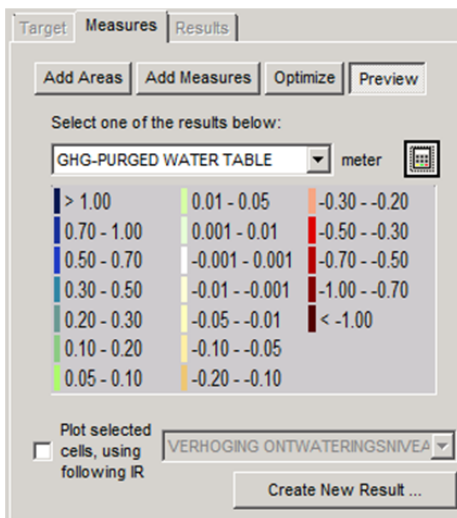 Target Measures Results
Add Areas Add Measures Optimize Preview
Select one of the results below:
GHG-PURGED WATER TABLE meter
> 1.00 0.01 - 0.05 -0.30 - -0.20
0.70 - 1.00 0.001 - 0.01 -0.50 - -0.30
0.50 - 0.70 -0.001 - 0.001 -0.70 - -0.50
0.30 - 0.50 -0.01 - -0.001 -1.00 - -0.70
0.20 - 0.30 -0.05 - -0.01 < -1.00
0.10 - 0.20 -0.10 - -0.05
0.05 - 0.10 -0.20 - -0.10
Plot selected
cells, using
following IR
VERHOGING ONTWATERINGSNIVEA
Create New Result ...